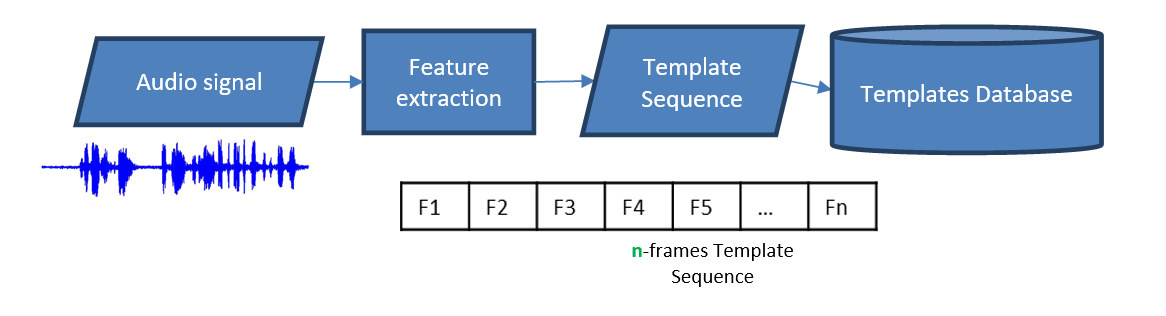 Audio signal
Feature
extraction
Template
Sequence
Templates Database
F1 F2 F3 F4 F5 ... Fn
n-frames Template
Sequence